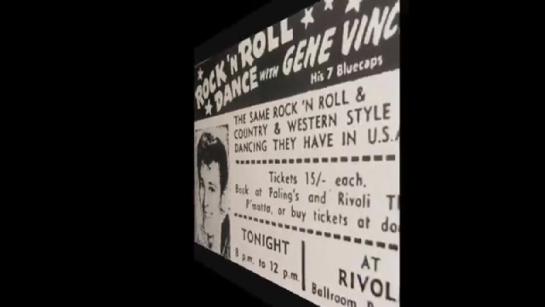 ROCK 'N ROLL
DANCE WITH GENE VINC
His 7 Bluecaps
THE SAME ROCK 'N ROLL &
COUNTRY & WESTERN STYLE
DANCING THEY HAVE IN U.S.A
Tickets 15/- each.
Book at Paling's and Rivoli T
P'matta, or buy tickets at do
TONIGHT
8 p.m. to 12 p.m.
AT
RIVOL
Ballroom